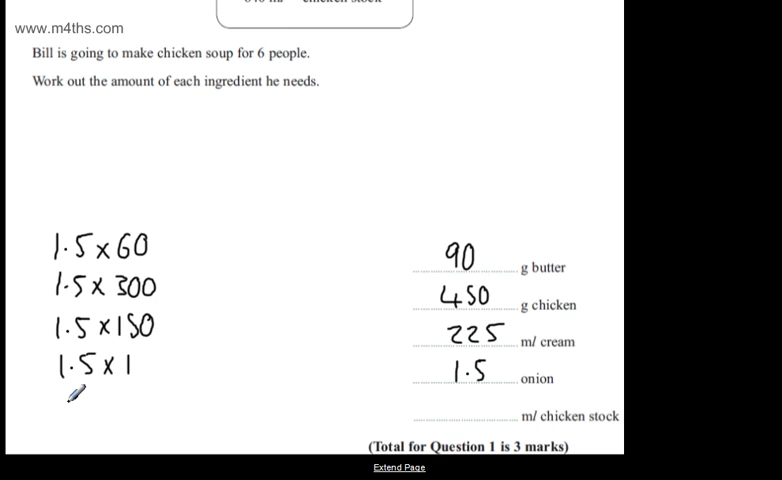 www.m4ths.com
Bill is going to make chicken soup for 6 people.
Work out the amount of each ingredient he needs.
1.5 x 60
90 g butter
1.5 x 300
450 g chicken
1.5 x 150
225 ml cream
1.5 x 1
1.5 onion
ml chicken stock
(Total for Question 1 is 3 marks)
Extend Page